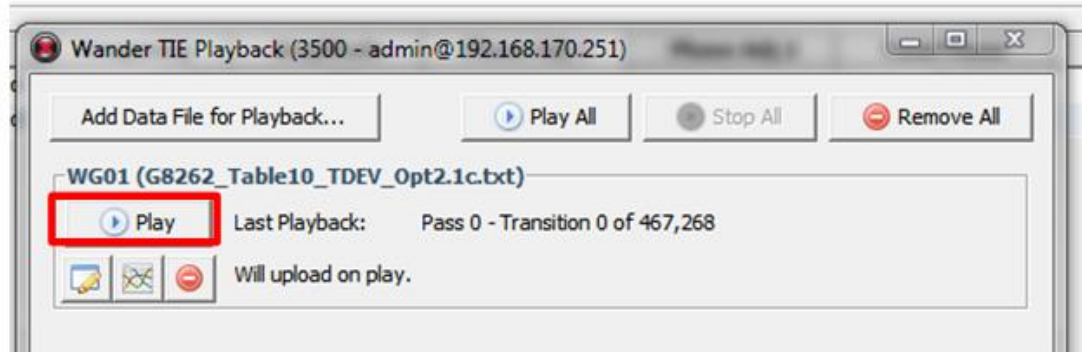 Wander TIE Playback (3500 - admin@192.168.170.251)
Add Data File for Playback... Play All Stop All Remove All
WG01 (G8262_Table10_TDEV_Opt2.1c.txt)
Play Last Playback: Pass 0 - Transition 0 of 467,268
Will upload on play.